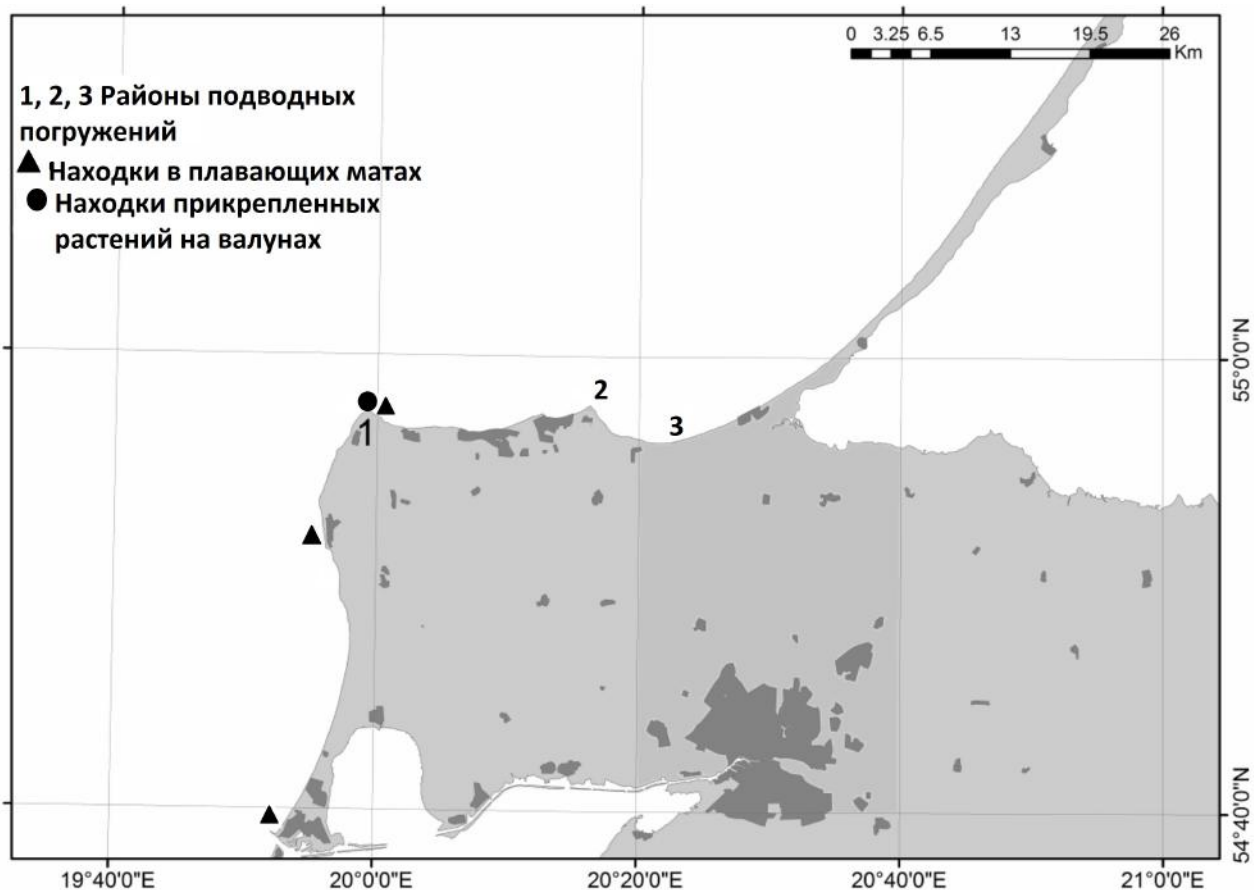 0 3.25 6.5 13 19.5 26
Km
1, 2, 3 Районы подводных
погружений
Находки в плавающих матах
Находки прикрепленных
растений на валунах
55°0'0"N
2
1
3
54°40'0"N
19°40'0"E 20°0'0"E 20°20'0"E 20°40'0"E 21°0'0"E